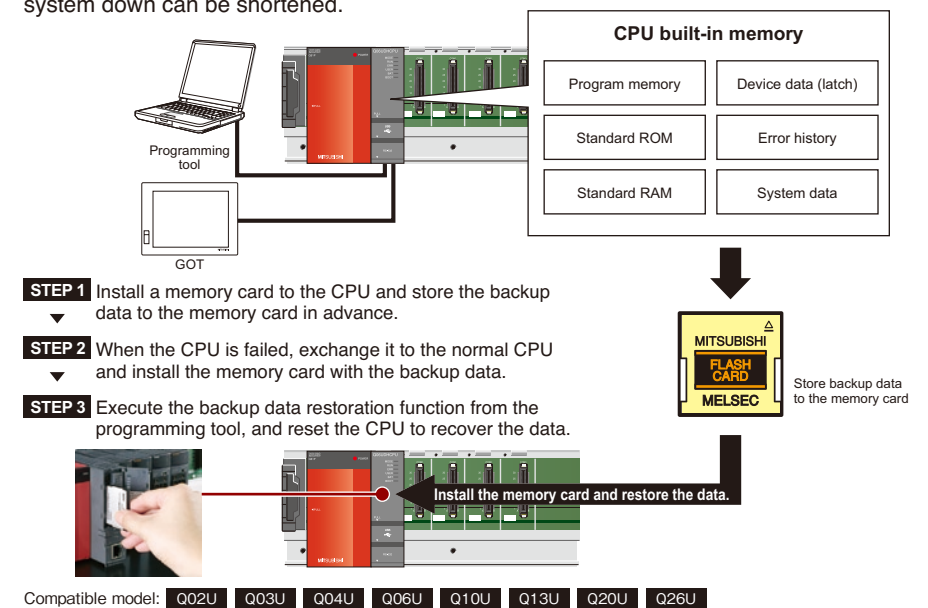 system down can be shortened.
CPU built-in memory
Program memory
Device data (latch)
Standard ROM
Error history
Standard RAM
System data
Programming
tool
MITSUBISHI
GOT
STEP 1 Install a memory card to the CPU and store the backup
data to the memory card in advance.
STEP 2 When the CPU is failed, exchange it to the normal CPU
and install the memory card with the backup data.
STEP 3 Execute the backup data restoration function from the
programming tool, and reset the CPU to recover the data.
MITSUBISHI
FLASH
CARD
MELSEC
Store backup data
to the memory card
Install the memory card and restore the data.
MITSUBISHI
Compatible model: Q02U Q03U Q04U Q06U Q10U Q13U Q20U Q26U